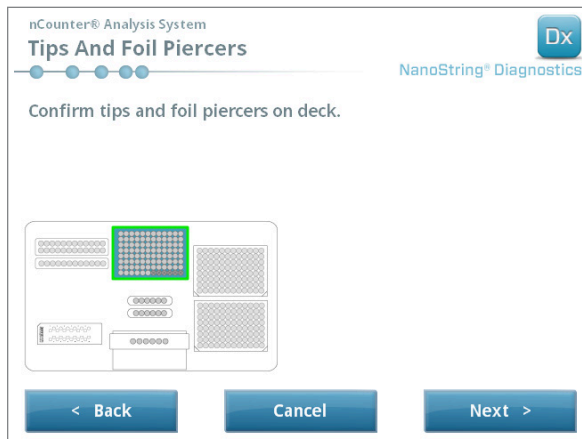 nCounter® Analysis System
Tips And Foil Piercers
Dx
NanoString® Diagnostics
Confirm tips and foil piercers on deck.
< Back
Cancel
Next >